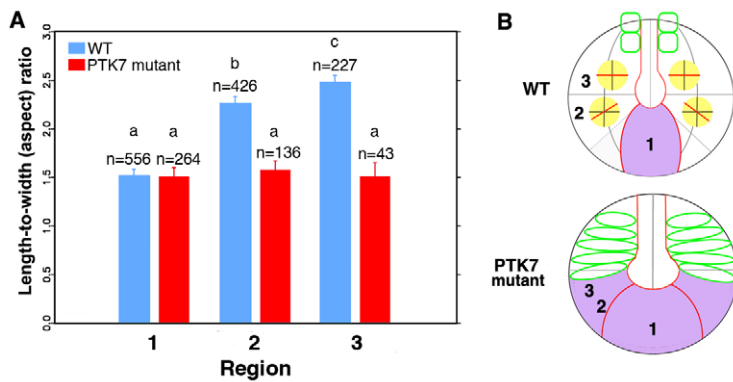 A
B
Length-to-width (aspect) ratio
3.0
2.5
2.0
1.5
1.0
0.5
0.0
WT
PTK7 mutant
a
n=556
a
n=264
b
n=426
a
n=136
c
n=227
a
n=43
1 2 3
Region
WT
3
2
1
PTK7
mutant
3
2
1